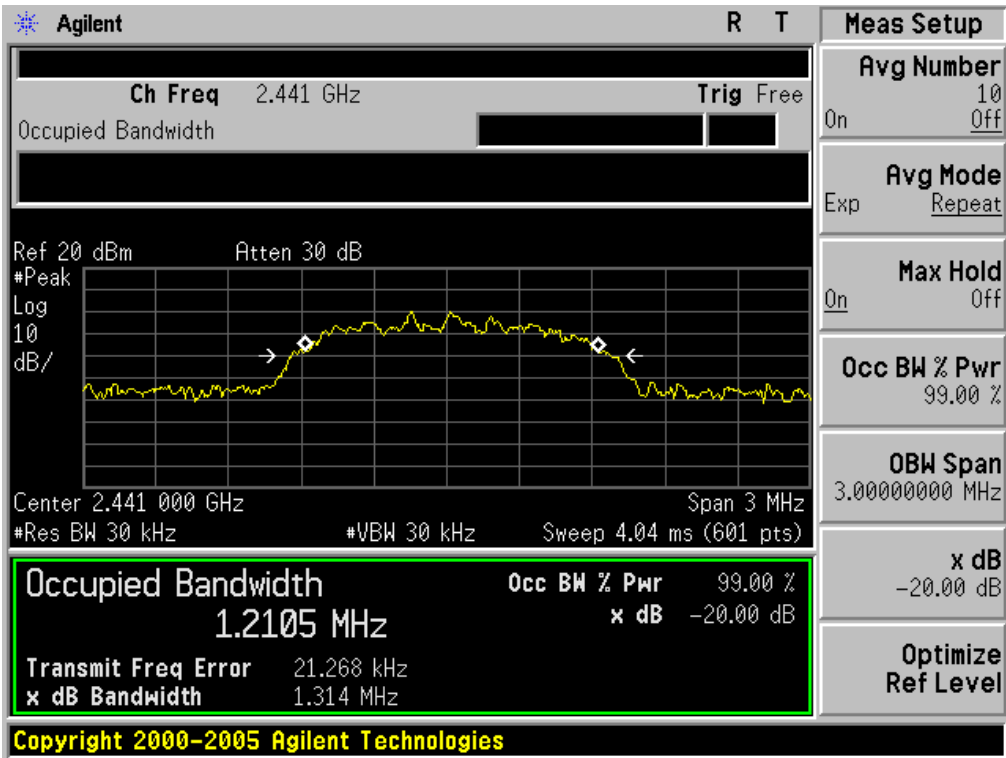 Agilent R T
Ch Freq 2.441 GHz Trig Free
Occupied Bandwidth
Ref 20 dBm Atten 30 dB
#Peak
Log
10
dB/
Center 2.441 000 GHz Span 3 MHz
#Res BW 30 kHz #VBW 30 kHz Sweep 4.04 ms (601 pts)
Occupied Bandwidth Occ BW % Pwr 99.00 %
1.2105 MHz x dB -20.00 dB
Transmit Freq Error 21.268 kHz
x dB Bandwidth 1.314 MHz
Copyright 2000-2005 Agilent Technologies
Meas Setup
Avg Number
10
On Off
Avg Mode
Exp Repeat
Max Hold
On Off
Occ BW % Pwr
99.00 %
OBW Span
3.00000000 MHz
x dB
-20.00 dB
Optimize
Ref Level